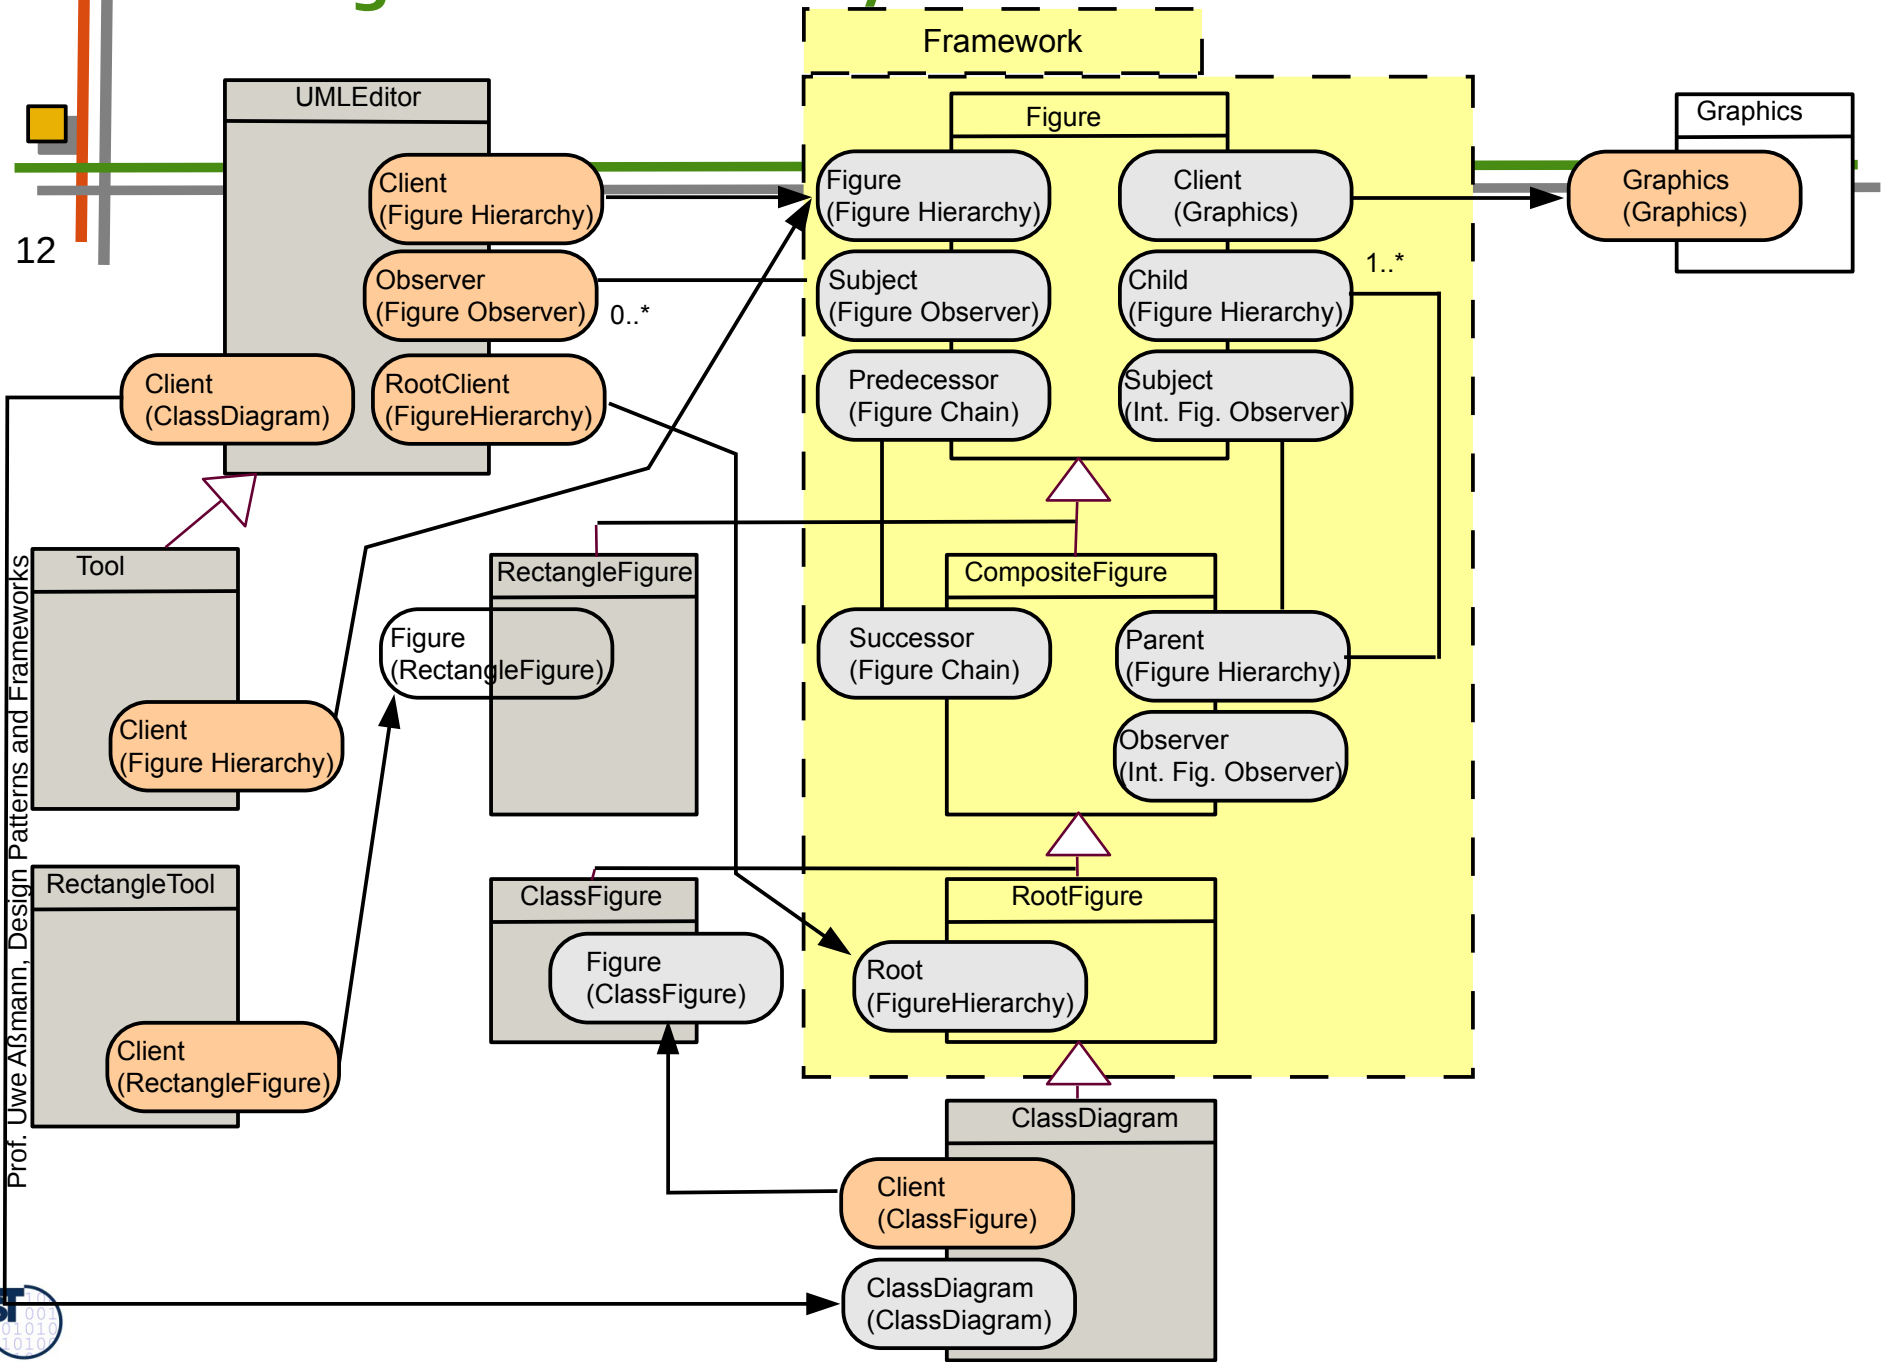 Framework
UMLEditor
Figure
Graphics
Client
(Figure Hierarchy)
Figure
(Figure Hierarchy)
Client
(Graphics)
Graphics
(Graphics)
12
Observer
(Figure Observer)
0..*
Subject
(Figure Observer)
Child
(Figure Hierarchy)
1..*
Client
(ClassDiagram)
RootClient
(FigureHierarchy)
Predecessor
(Figure Chain)
Subject
(Int. Fig. Observer)
Tool
RectangleFigure
CompositeFigure
Figure
(RectangleFigure)
Successor
(Figure Chain)
Parent
(Figure Hierarchy)
Client
(Figure Hierarchy)
Observer
(Int. Fig. Observer)
RectangleTool
ClassFigure
RootFigure
Figure
(ClassFigure)
Root
(FigureHierarchy)
Client
(RectangleFigure)
ClassDiagram
Client
(ClassFigure)
ClassDiagram
(ClassDiagram)
Prof. Uwe Aßmann, Design Patterns and Frameworks